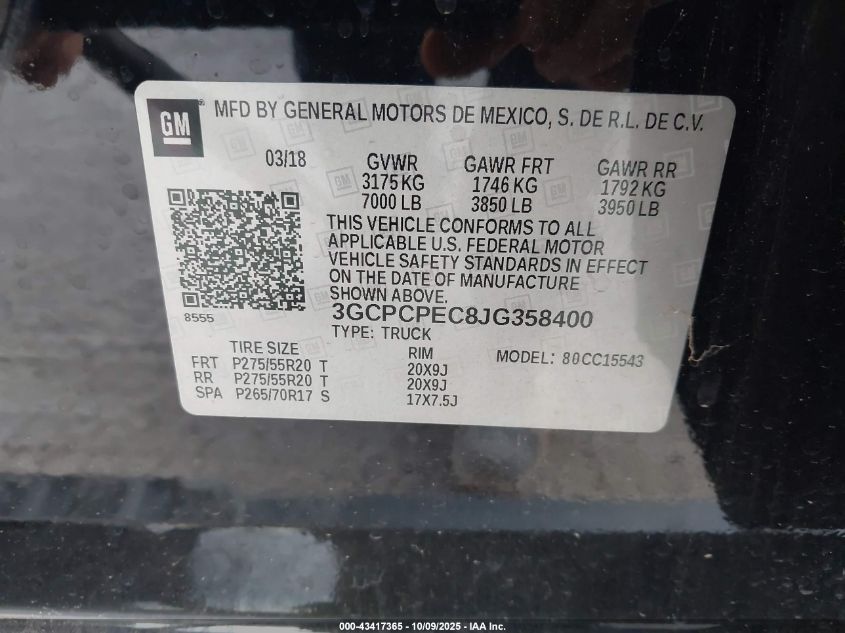 GM
MFD BY GENERAL MOTORS DE MEXICO, S. DE R.L. DE C.V.
03/18 GVWR GAWR FRT GAWR RR
3175 KG 1746 KG 1792 KG
7000 LB 3850 LB 3950 LB
THIS VEHICLE CONFORMS TO ALL
APPLICABLE U.S. FEDERAL MOTOR
VEHICLE SAFETY STANDARDS IN EFFECT
ON THE DATE OF MANUFACTURE
SHOWN ABOVE.
8555
3GCPCPEC8JG358400
TYPE: TRUCK
TIRE SIZE RIM MODEL: 80CC15543
FRT P275/55R20 T 20X9J
RR P275/55R20 T 20X9J
SPA P265/70R17 S 17X7.5J
000-43417365 - 10/09/2025 - IAA Inc.